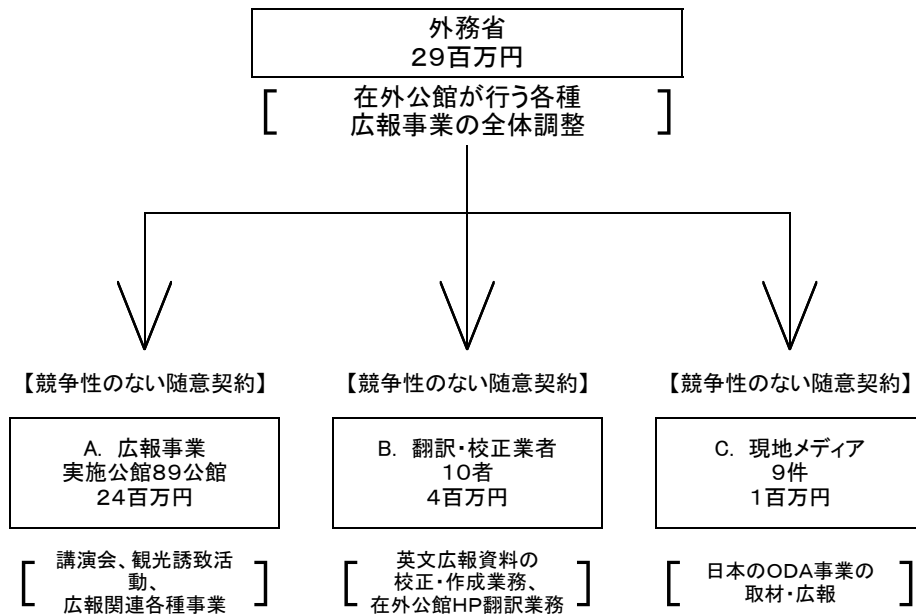 外務省
29百万円
[ 在外公館が行う各種
広報事業の全体調整 ]
【競争性のない随意契約】
A. 広報事業
実施公館89公館
24百万円
[ 講演会、観光誘致活
動、
広報関連各種事業 ]
【競争性のない随意契約】
B. 翻訳・校正業者
10者
4百万円
[ 英文広報資料の
校正・作成業務、
在外公館HP翻訳業務 ]
【競争性のない随意契約】
C. 現地メディア
9件
1百万円
[ 日本のODA事業の
取材・広報 ]